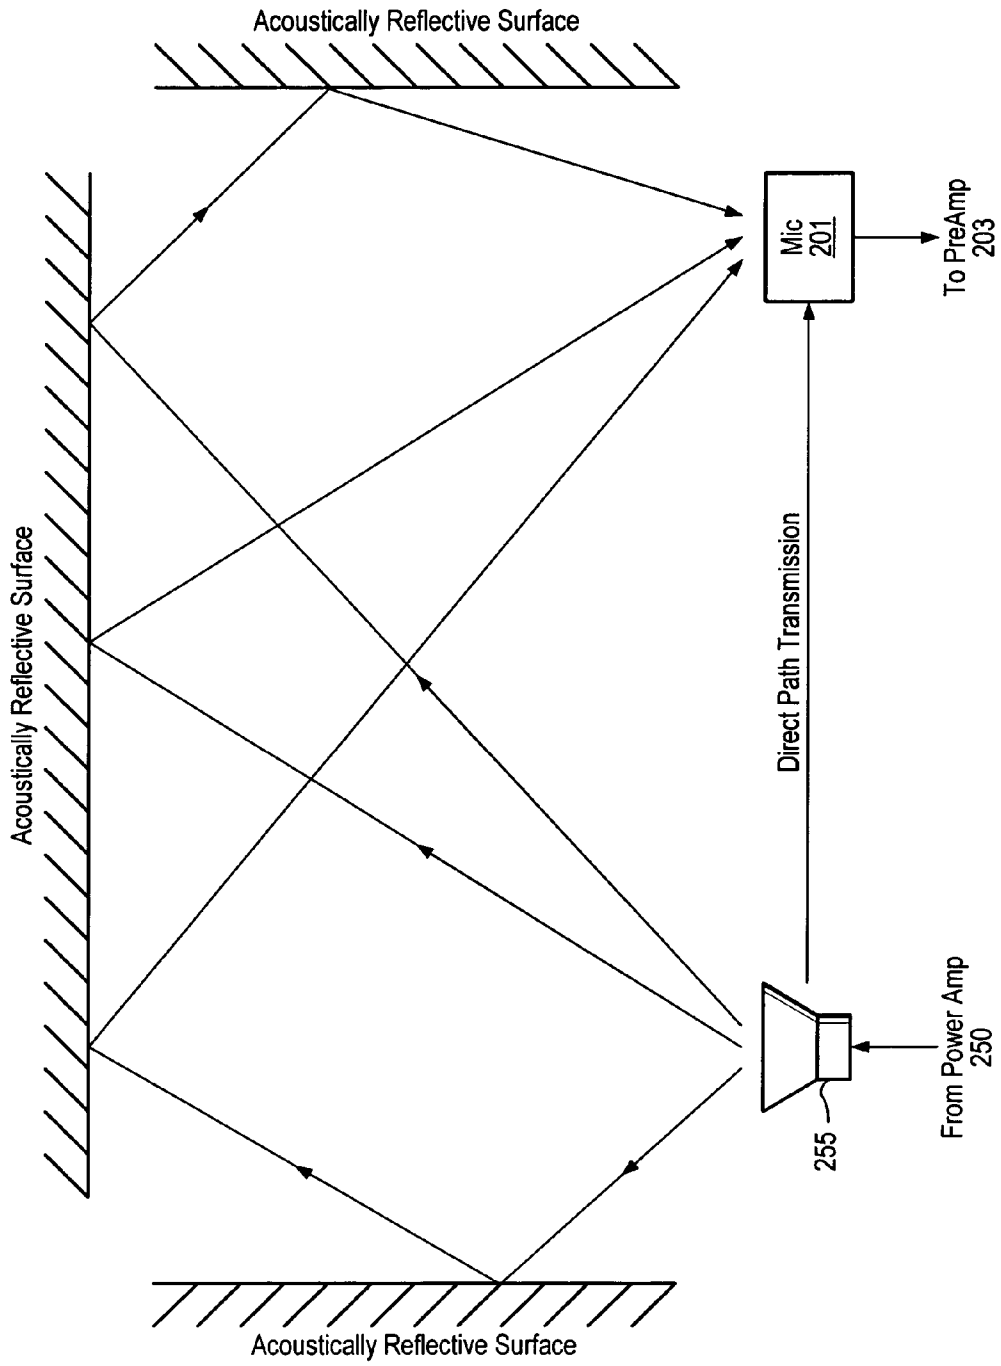 Acoustically Reflective Surface
Acoustically Reflective Surface
Mic
201
To PreAmp
203
Direct Path Transmission
255
From Power Amp
250
Acoustically Reflective Surface